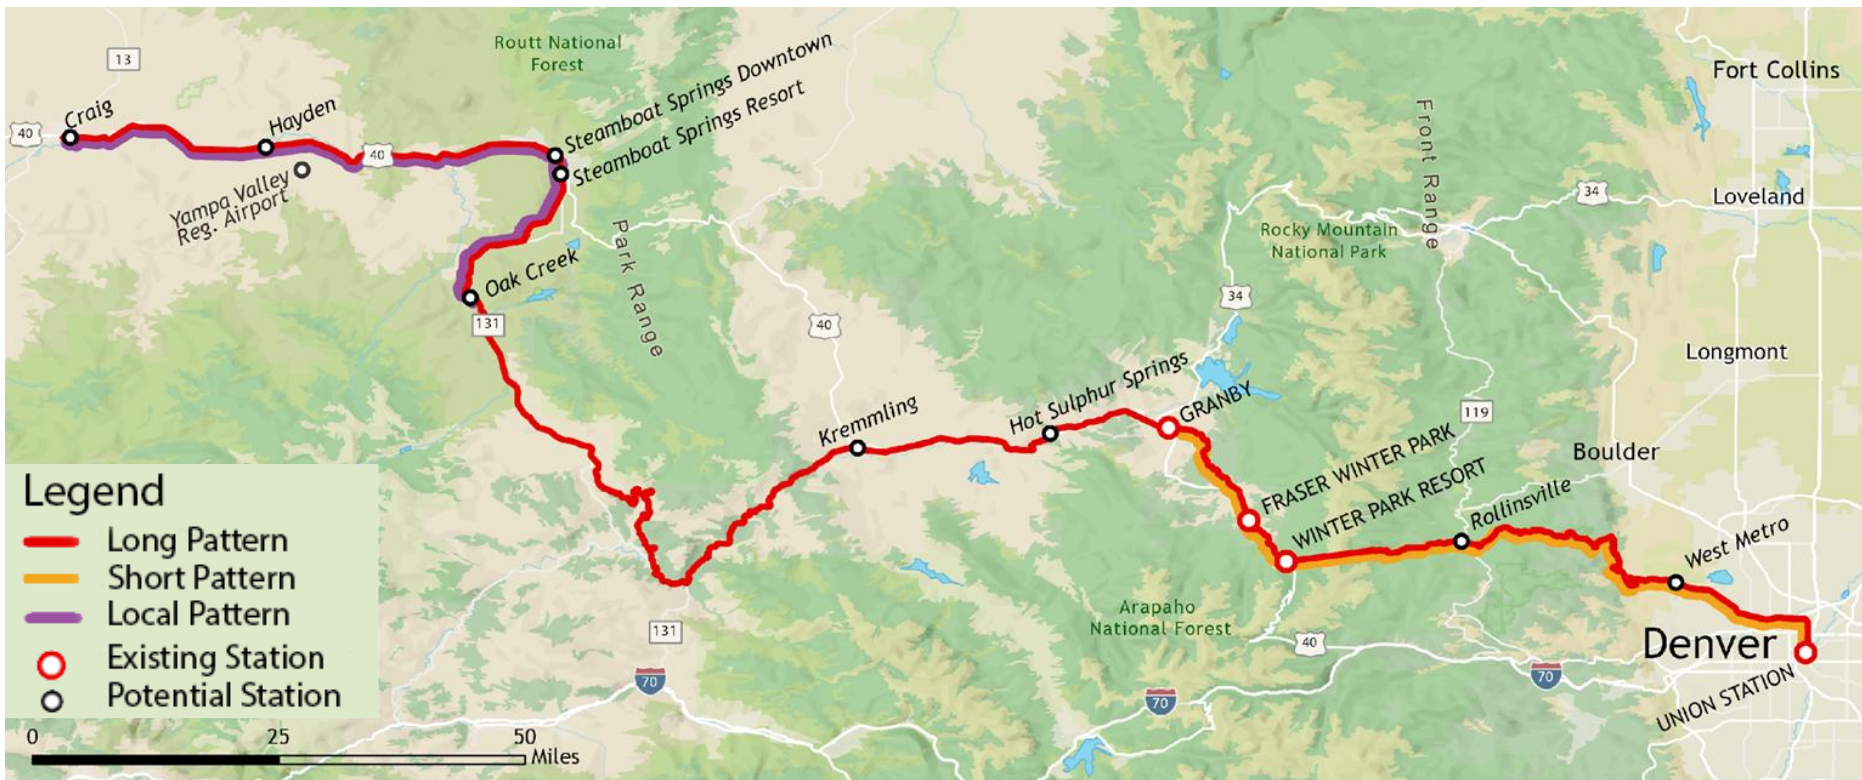 Routt National
Forest
13
40
Craig
Hayden
40
Yampa Valley
Reg. Airport
Steamboat Springs Downtown
Steamboat Springs Resort
Oak Creek
131
Park Range
40
Kremmling
Hot Sulphur Springs
GRANBY
34
Rocky Mountain
National Park
Front Range
34
Fort Collins
Loveland
Longmont
119
Boulder
FRASER WINTER PARK
WINTER PARK RESORT
Rollinsville
West Metro
Denver
UNION STATION
Arapaho
National Forest
40
70
70
70
131
Legend
Long Pattern
Short Pattern
Local Pattern
Existing Station
Potential Station
0 25 50
Miles